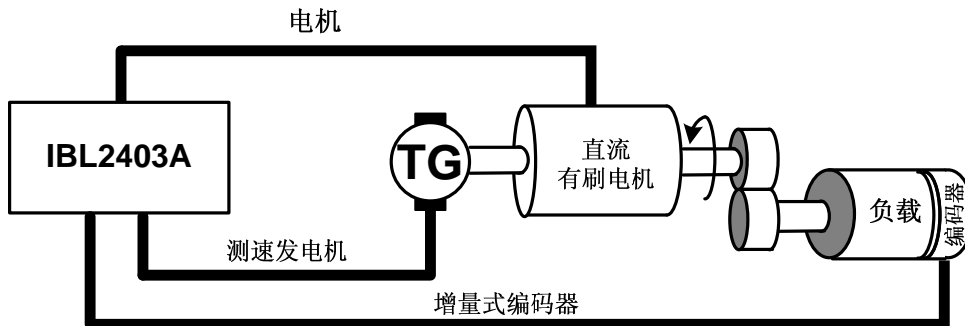 电机
IBL2403A
TG
直流
有刷电机
负载
编码器
测速发电机
增量式编码器